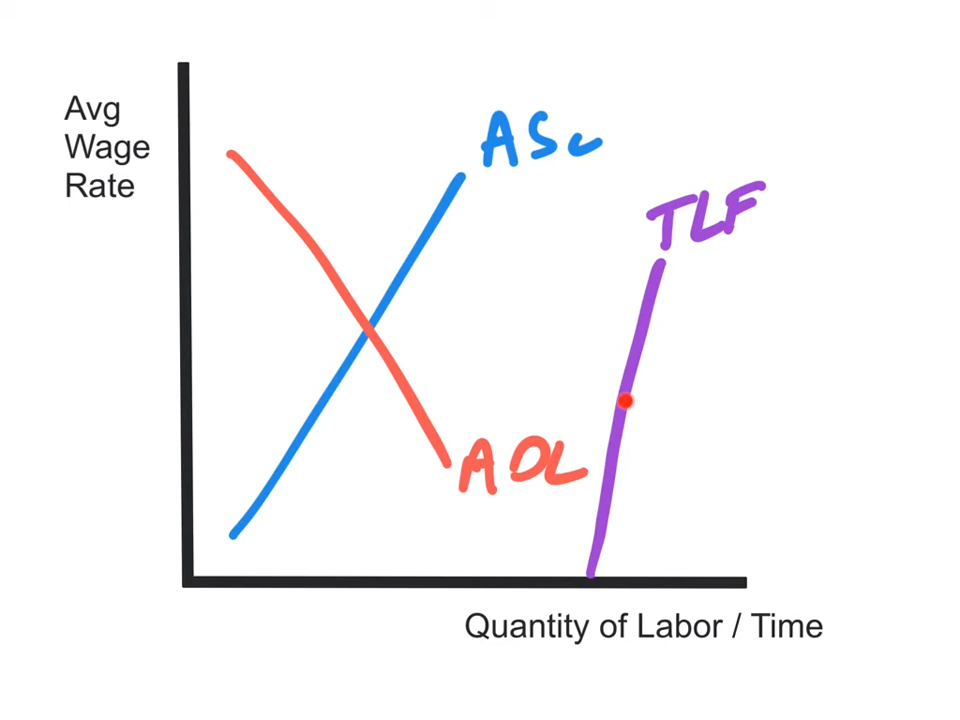 Avg
Wage
Rate
ASL
TLF
ADL
Quantity of Labor / Time